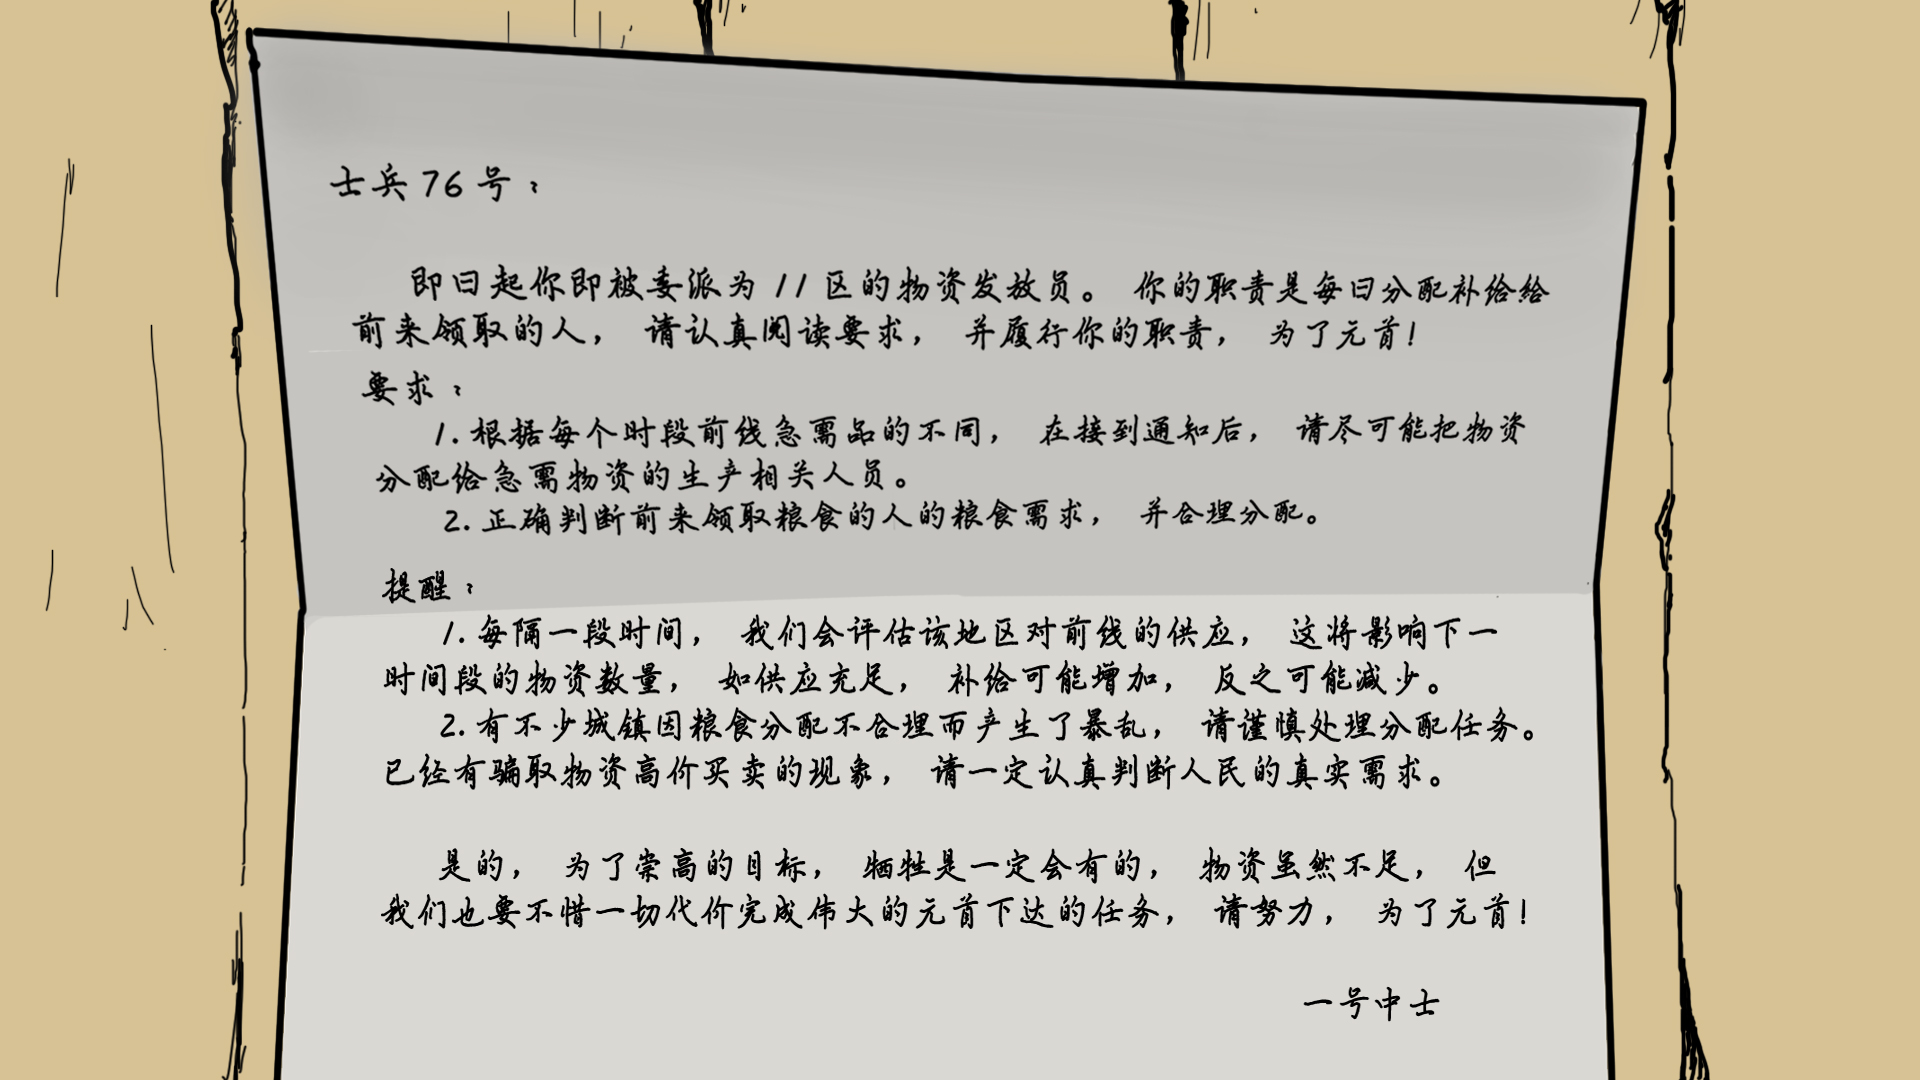 士兵76号：
即日起你即被委派为11区的物资发放员。你的职责是每日分配补给给
前来领取的人，请认真阅读要求，并履行你的职责，为了元首！
要求：
1.根据每个时段前线急需品的不同，在接到通知后，请尽可能把物资
分配给急需物资的生产相关人员。
2.正确判断前来领取粮食的人的粮食需求，并合理分配。
提醒：
1.每隔一段时间，我们会评估该地区对前线的供应，这将影响下一
时间段的物资数量，如供应充足，补给可能增加，反之可能减少。
2.有不少城镇因粮食分配不合理而产生了暴乱，请谨慎处理分配任务。
已经有骗取物资高价买卖的现象，请一定认真判断人民的真实需求。
是的，为了崇高的目标，牺牲是一定会有的，物资虽然不足，但
我们也要不惜一切代价完成伟大的元首下达的任务，请努力，为了元首！
一号中士